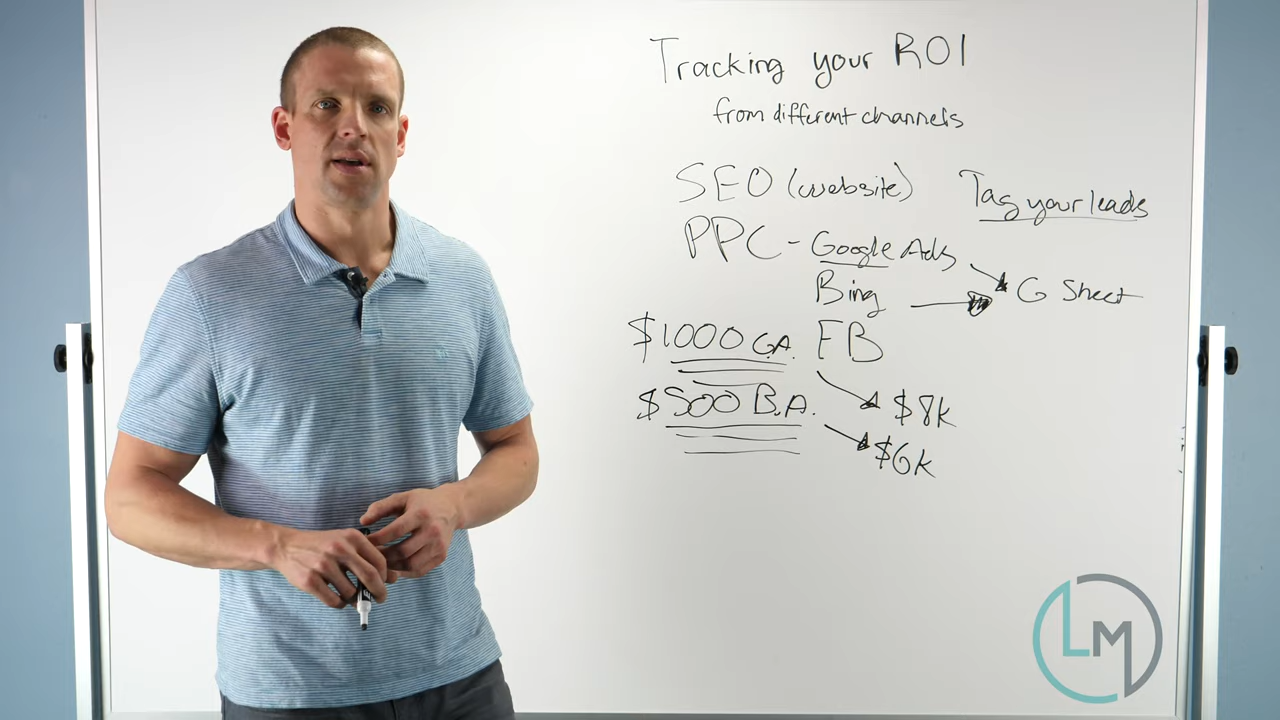 Tracking your ROI
from different channels
SEO (website)
Tag your leads
PPC - Google Ads
Bing
G Sheet
$1000 G.A.
FB
$500 B.A.
$8k
$6k
LM